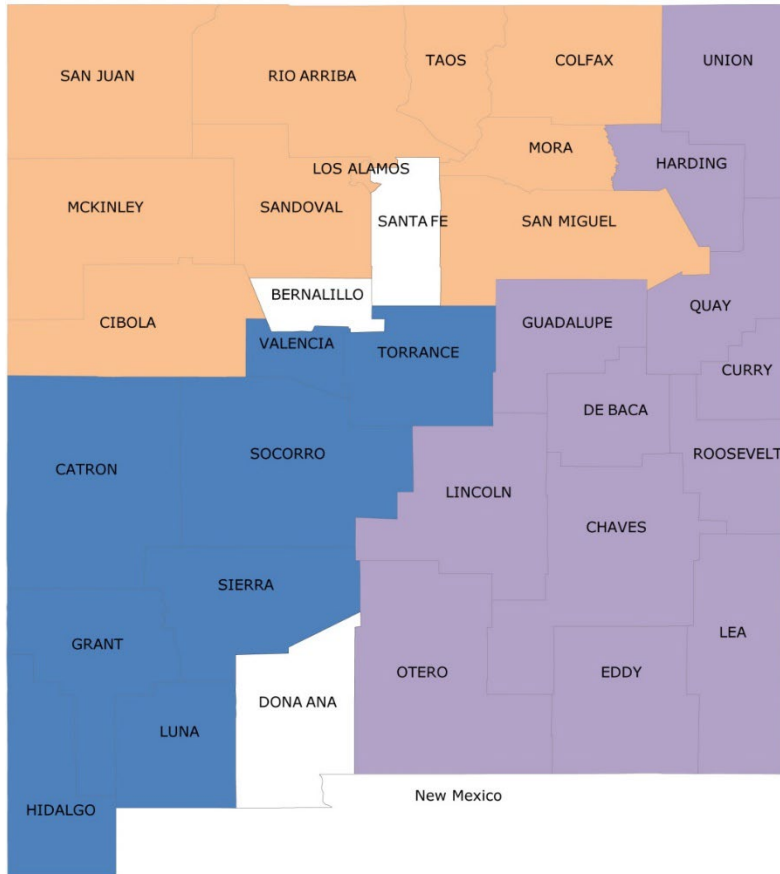 TAOS
COLFAX
UNION
SAN JUAN
RIO ARRIBA
MORA
HARDING
LOS ALAMOS
MCKINLEY
SANDOVAL
SANTA FE
SAN MIGUEL
BERNALILLO
QUAY
CIBOLA
GUADALUPE
VALENCIA
TORRANCE
CURRY
DE BACA
SOCORRO
ROOSEVELT
CATRON
LINCOLN
CHAVES
SIERRA
LEA
GRANT
OTERO
EDDY
DONA ANA
LUNA
New Mexico
HIDALGO